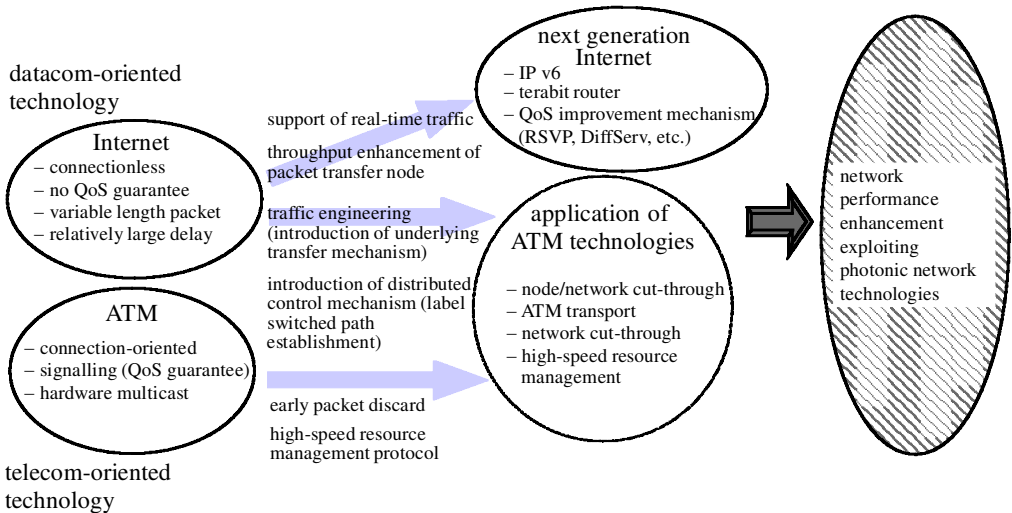 datacom-oriented
technology
Internet
– connectionless
– no QoS guarantee
– variable length packet
– relatively large delay
ATM
– connection-oriented
– signalling (QoS guarantee)
– hardware multicast
telecom-oriented
technology
support of real-time traffic
throughput enhancement of
packet transfer node
traffic engineering
(introduction of underlying
transfer mechanism)
introduction of distributed
control mechanism (label
switched path
establishment)
early packet discard
high-speed resource
management protocol
next generation
Internet
– IP v6
– terabit router
– QoS improvement mechanism
(RSVP, DiffServ, etc.)
application of
ATM technologies
– node/network cut-through
– ATM transport
– network cut-through
– high-speed resource
management
network
performance
enhancement
exploiting
photonic network
technologies